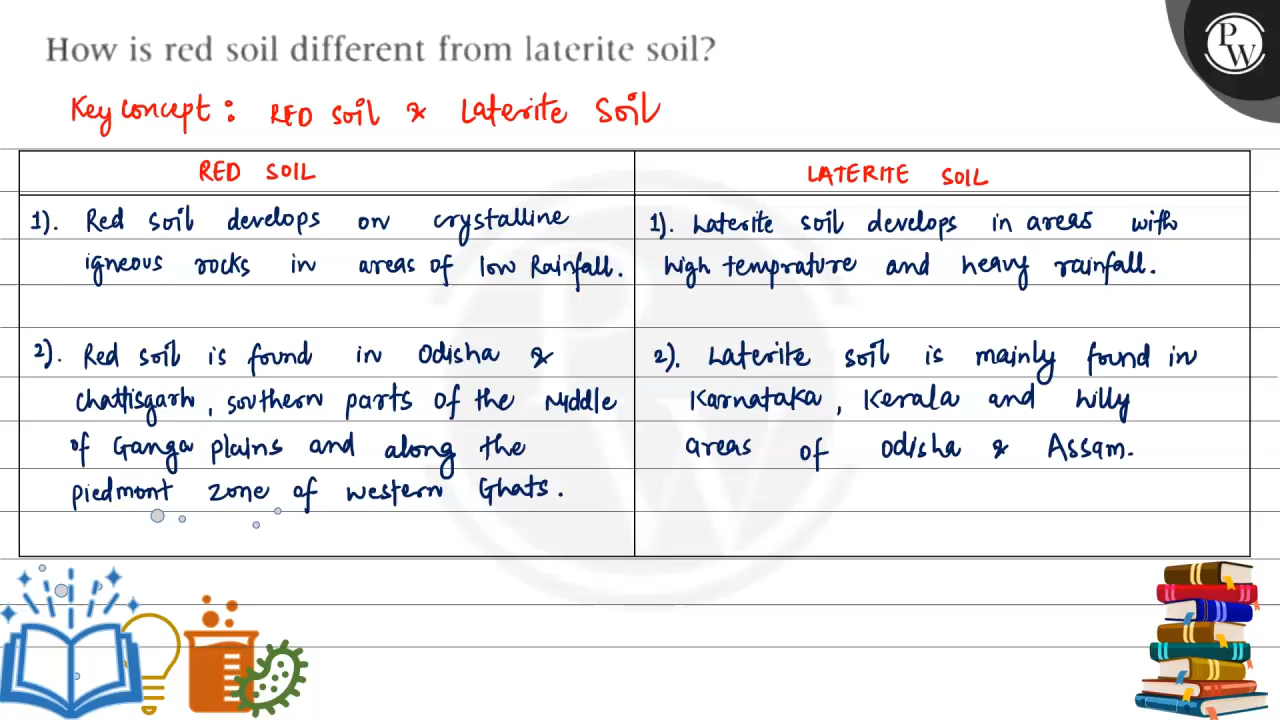 How is red soil different from laterite soil?
PW
Key concept : RED Soil & Laterite Soil
RED SOIL
1). Red soil develops on crystalline
igneous rocks in areas of low Rainfall.
2). Red soil is found in Odisha &
Chattisgarh, southern parts of the Middle
of Ganga plains and along the
piedmont zone of western Ghats.
LATERITE SOIL
1). Laterite soil develops in areas with
high temprature and heavy rainfall.
2). Laterite soil is mainly found in
Karnataka, Kerala and hilly
areas of Odisha & Assam.